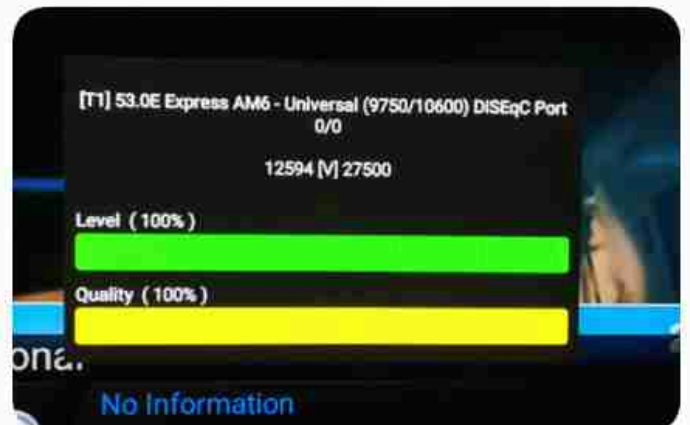 [T1] 53.0E Express AM6 - Universal (9750/10600) DISEqC Port
0/0
12594 [V] 27500
Level ( 100% )
Quality ( 100% )
No Information